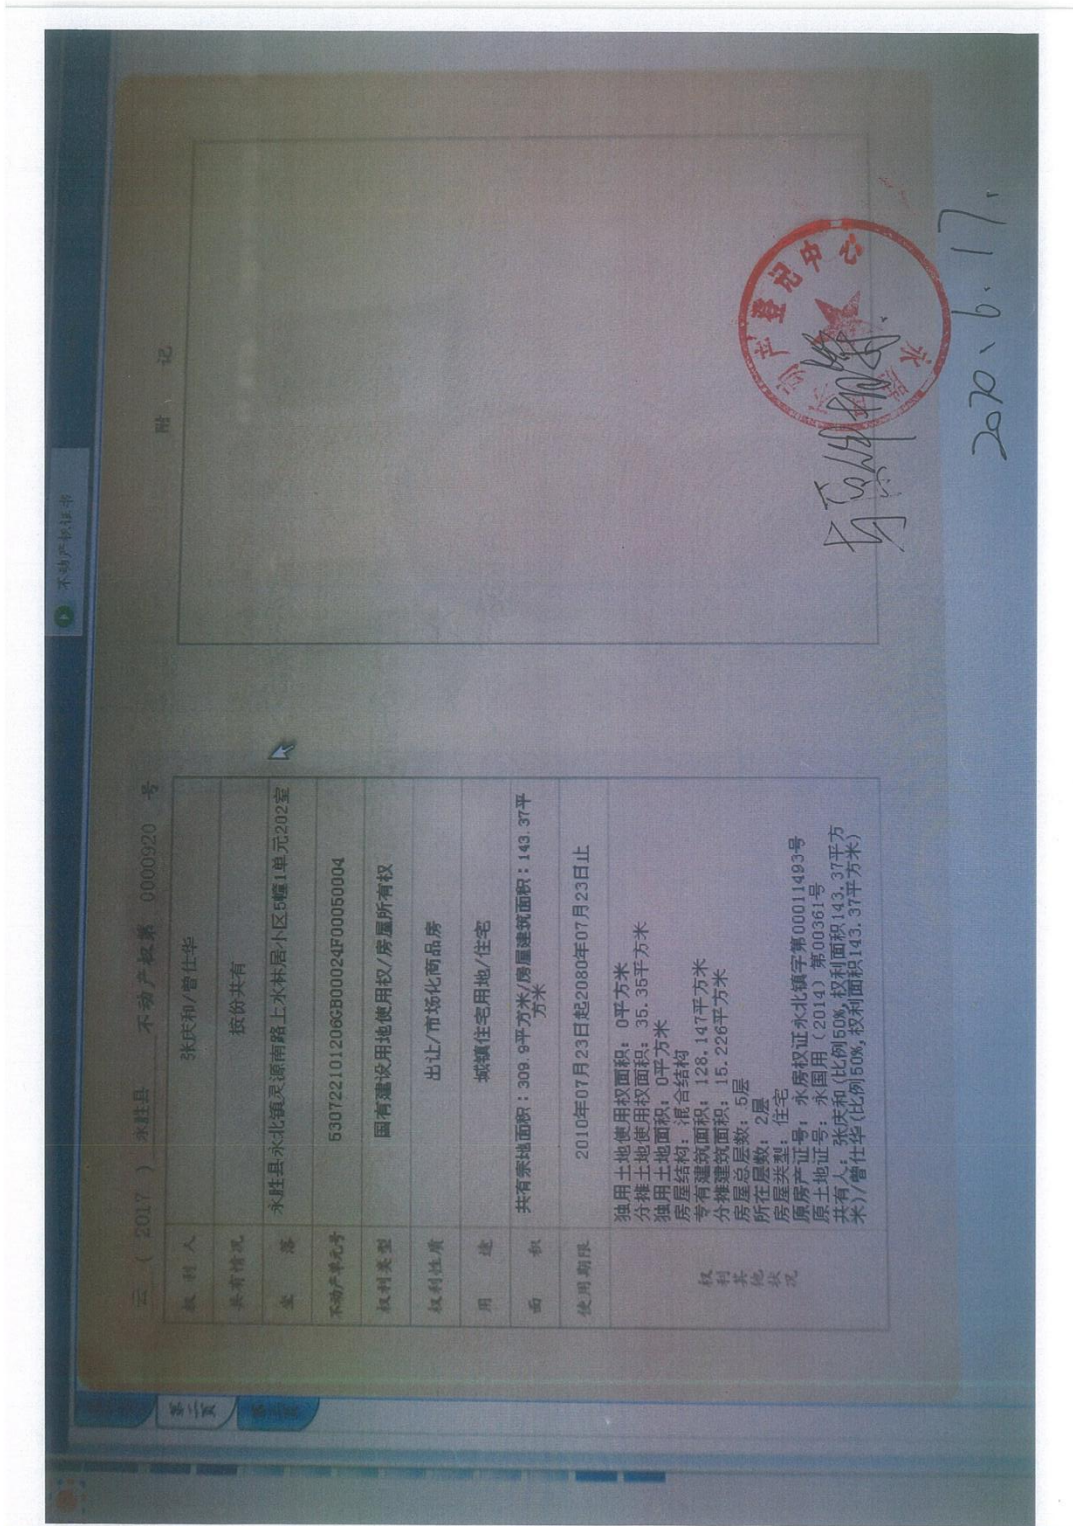 不动产权证书
第二页
云 ( 2017 ) 永胜县 不动产权第 0000920 号
权利人 张庆和/曾仕华
共有情况 按份共有
坐落 永胜县永北镇灵源南路上水林居小区5幢1单元202室
不动产单元号 530722101206GB00024F00050004
权利类型 国有建设用地使用权/房屋所有权
权利性质 出让/市场化商品房
用途 城镇住宅用地/住宅
面积 共有宗地面积：309.9平方米/房屋建筑面积：143.37平
方米
使用期限 2010年07月23日起2080年07月23日止
权利其他状况
独用土地使用权面积：0平方米
分摊土地使用权面积：35.35平方米
独用土地面积：0平方米
房屋结构：混合结构
专有建筑面积：128.147平方米
分摊建筑面积：15.226平方米
房屋总层数：5层
所在层数：2层
房屋类型：住宅
原房产证号：永房权证永北镇字第00011493号
原土地证号：永国用（2014）第00361号
共有人：张庆和(比例50%,权利面积143.37平方
米)/曾仕华(比例50%,权利面积143.37平方米)
附记
动产登记中心
永胜
2020.6.17.